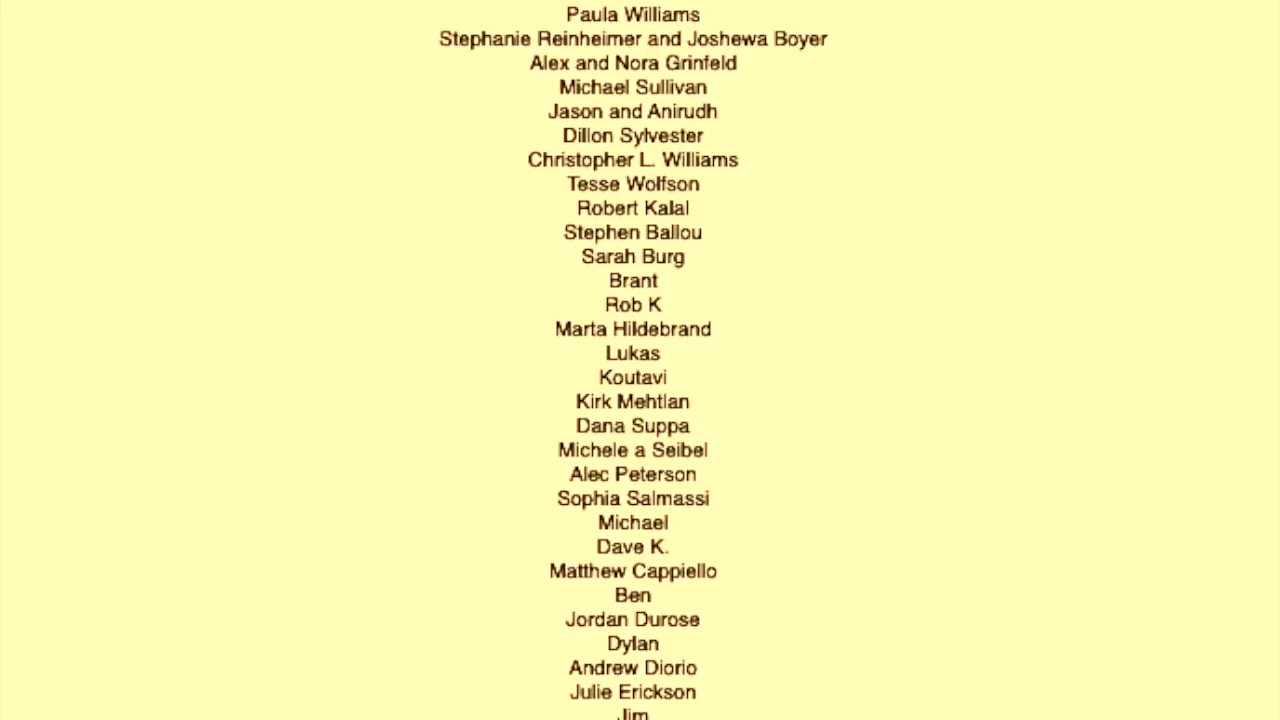 Paula Williams
Stephanie Reinheimer and Joshewa Boyer
Alex and Nora Grinfeld
Michael Sullivan
Jason and Anirudh
Dillon Sylvester
Christopher L. Williams
Tesse Wolfson
Robert Kalal
Stephen Ballou
Sarah Burg
Brant
Rob K
Marta Hildebrand
Lukas
Koutavi
Kirk Mehtlan
Dana Suppa
Michele a Seibel
Alec Peterson
Sophia Salmassi
Michael
Dave K.
Matthew Cappiello
Ben
Jordan Durose
Dylan
Andrew Diorio
Julie Erickson
Jim